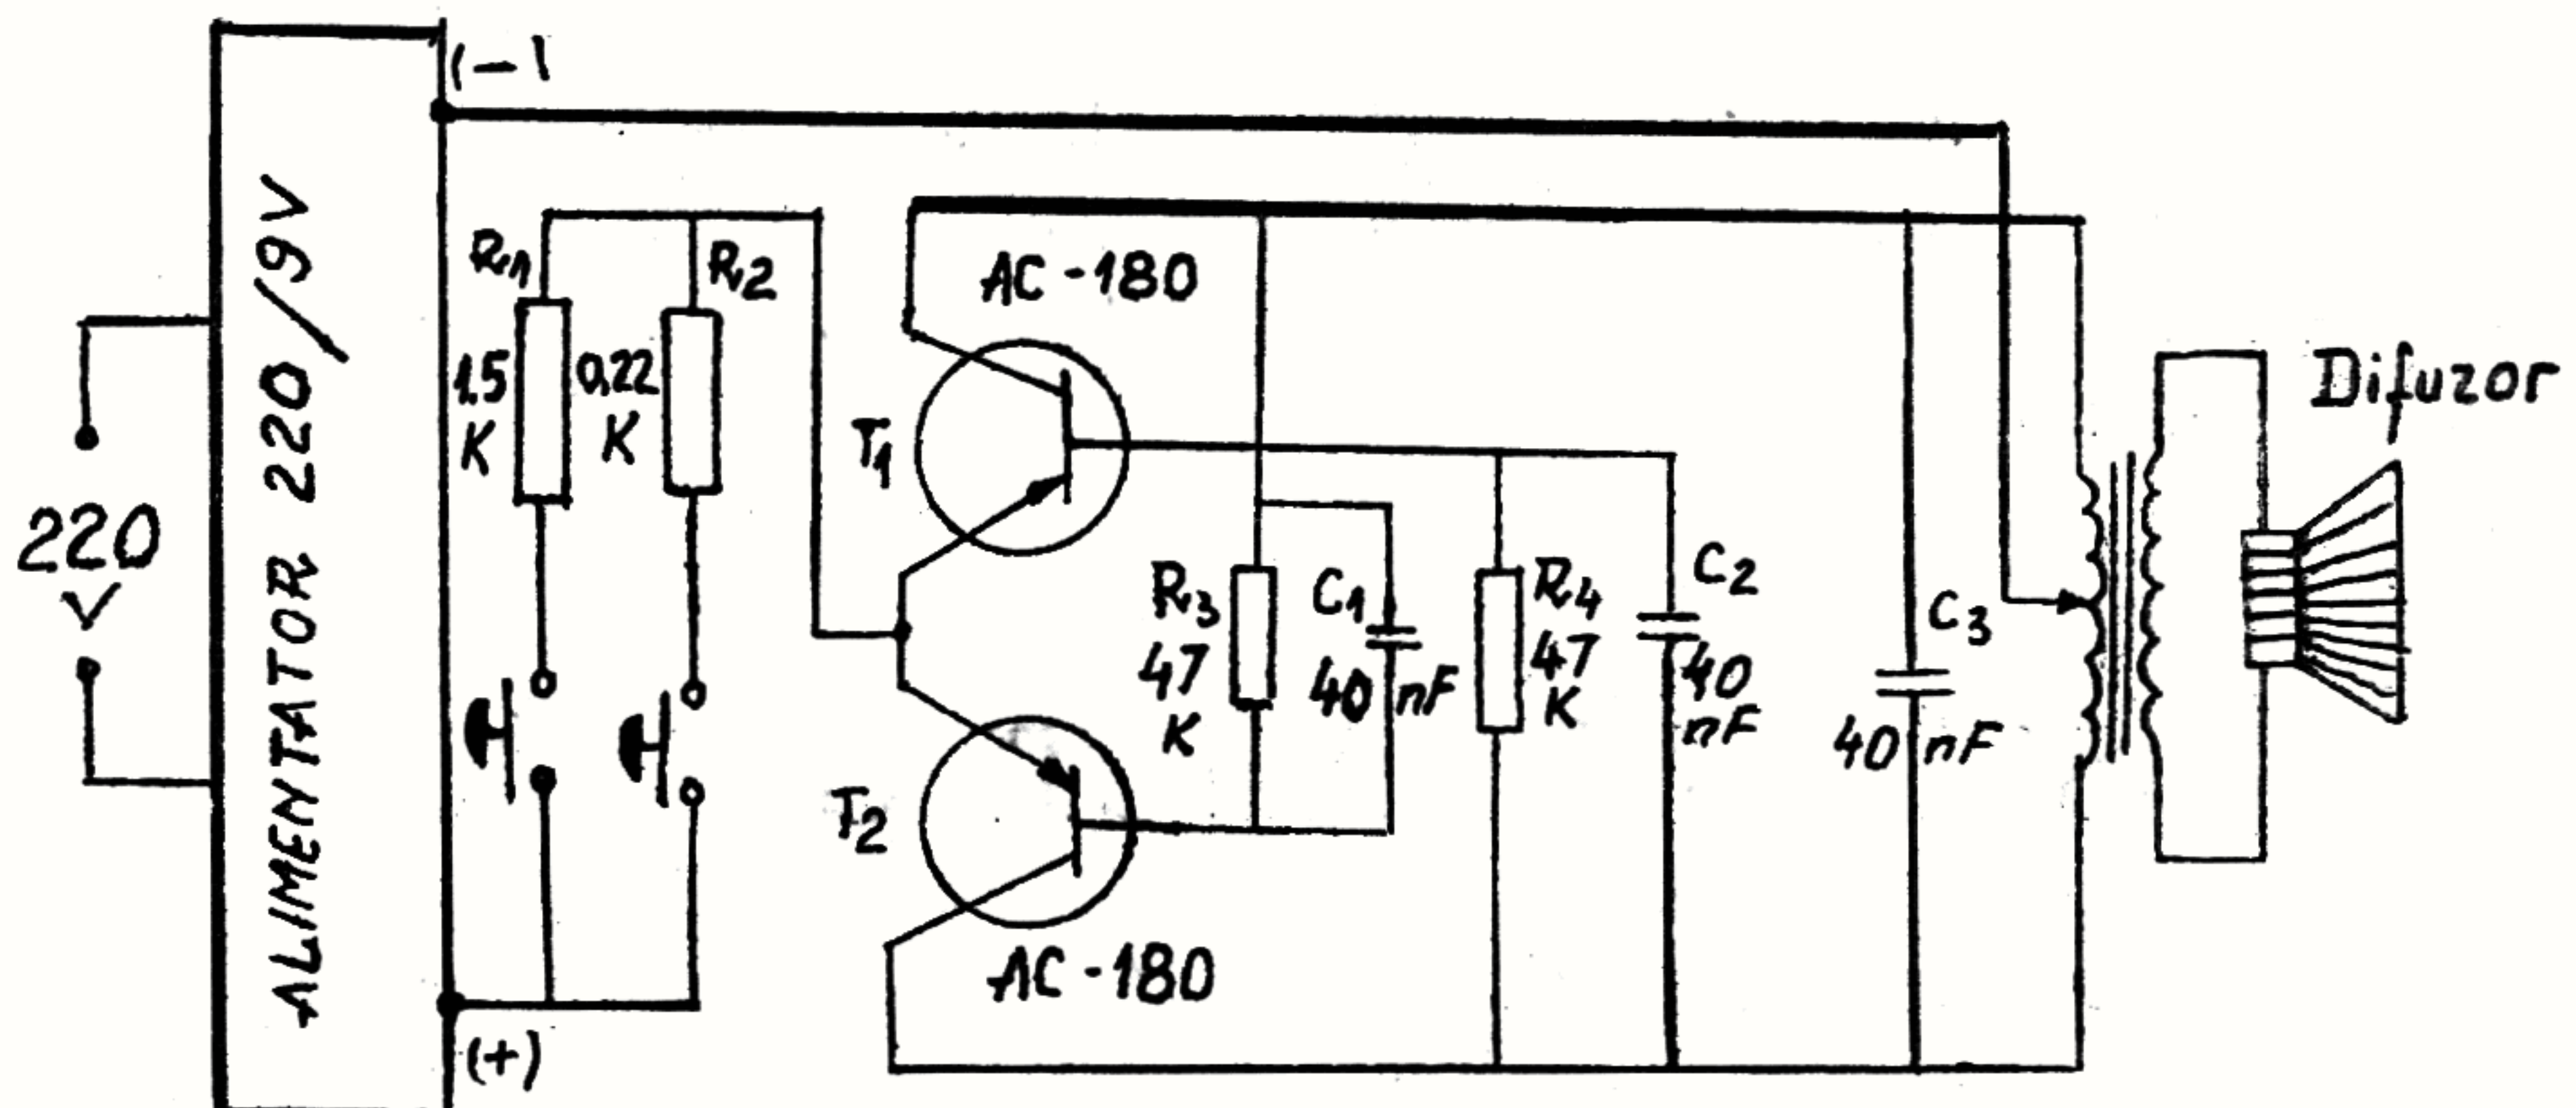 (-)
ALIMENTATOR 220/9V
220
V
(+)
R1
1,5
K
R2
0,22
K
AC-180
T1
T2
AC-180
R3
47
K
C1
40 nF
R4
47
K
C2
40
nF
C3
40 nF
Difuzor